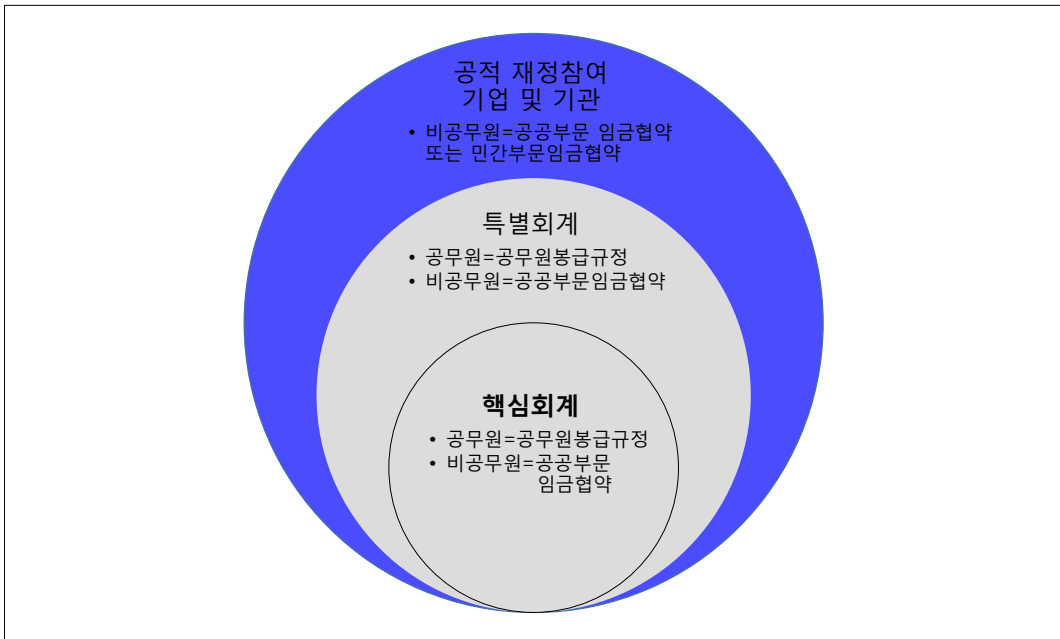 공적 재정참여
기업 및 기관
• 비공무원=공공부문 임금협약
또는 민간부문임금협약
특별회계
• 공무원=공무원봉급규정
• 비공무원=공공부문임금협약
핵심회계
• 공무원=공무원봉급규정
• 비공무원=공공부문
임금협약